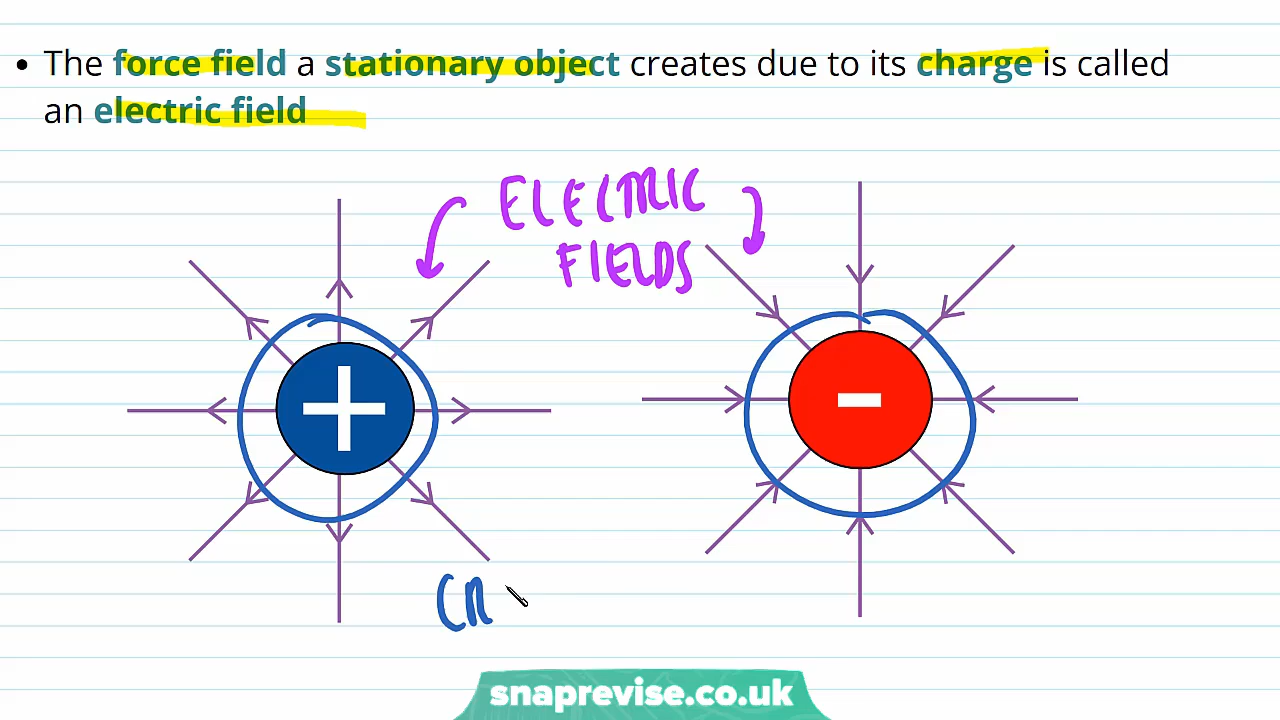 • The force field a stationary object creates due to its charge is called
an electric field
ELECTRIC
FIELDS
+
-
CR
snaprevise.co.uk